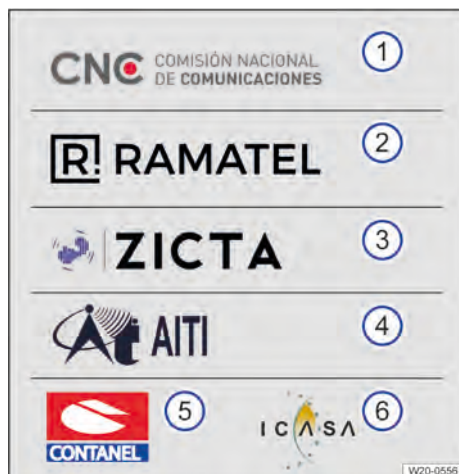 CNC COMISIÓN NACIONAL
DE COMUNICACIONES
1
R! RAMATEL
2
ZICTA
3
AITI
4
CONTANEL
5
ICASA
6
W20-0556